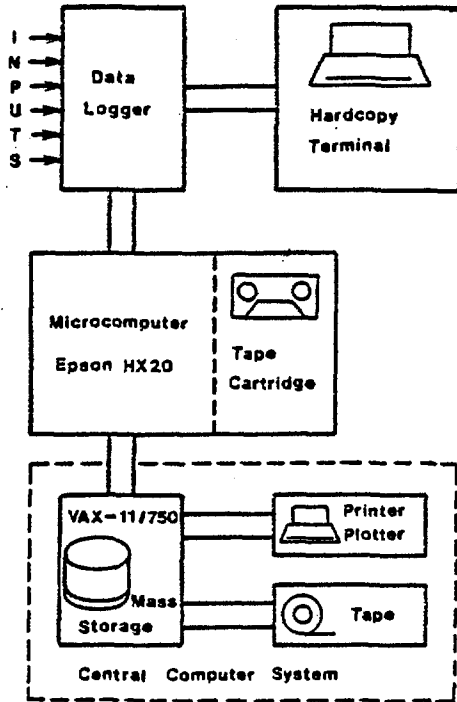 I
N
P
U
T
S
Data
Logger
Hardcopy
Terminal
Microcomputer
Epson HX20
Tape
Cartridge
VAX-11/750
Mass
Storage
Printer
Plotter
Tape
Central Computer System